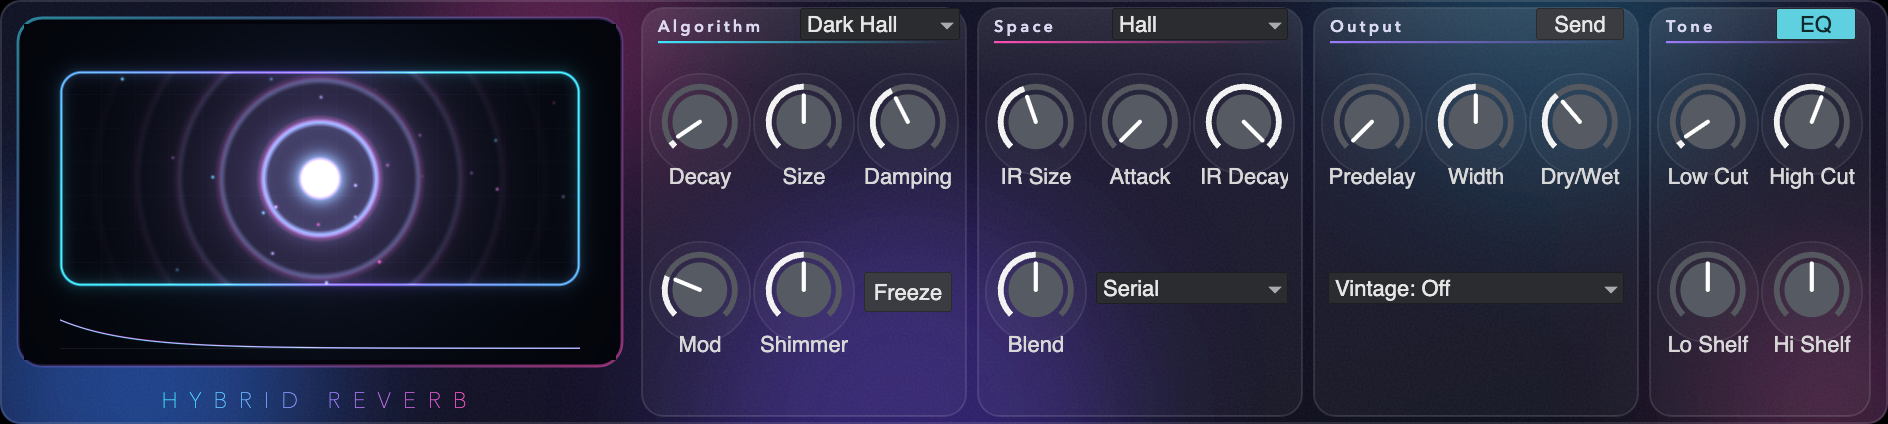 Algorithm
Dark Hall
Decay
Size
Damping
Mod
Shimmer
Freeze
Space
Hall
IR Size
Attack
IR Decay
Blend
Serial
Output
Send
Predelay
Width
Dry/Wet
Vintage: Off
Tone
EQ
Low Cut
High Cut
Lo Shelf
Hi Shelf
HYBRID REVERB